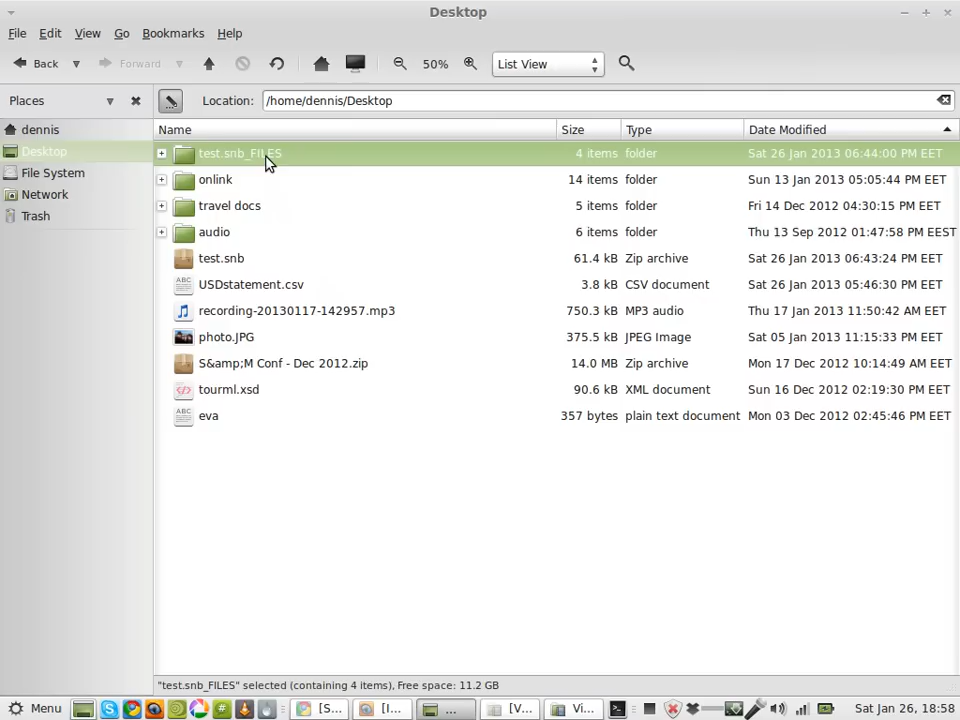 Desktop
File Edit View Go Bookmarks Help
Back Forward 50% List View
Places Location: /home/dennis/Desktop
Name Size Type Date Modified
dennis
Desktop
File System
Network
Trash
test.snb_FILES 4 items folder Sat 26 Jan 2013 06:44:00 PM EET
onlink 14 items folder Sun 13 Jan 2013 05:05:44 PM EET
travel docs 5 items folder Fri 14 Dec 2012 04:30:15 PM EET
audio 6 items folder Thu 13 Sep 2012 01:47:58 PM EEST
test.snb 61.4 kB Zip archive Sat 26 Jan 2013 06:43:24 PM EET
ABC USDstatement.csv 3.8 kB CSV document Sat 26 Jan 2013 05:46:30 PM EET
recording-20130117-142957.mp3 750.3 kB MP3 audio Thu 17 Jan 2013 11:50:42 AM EET
photo.JPG 375.5 kB JPEG Image Sat 05 Jan 2013 11:15:33 PM EET
S&amp;M Conf - Dec 2012.zip 14.0 MB Zip archive Mon 17 Dec 2012 10:14:49 AM EET
</> tourml.xsd 90.6 kB XML document Sun 16 Dec 2012 02:19:30 PM EET
ABC eva 357 bytes plain text document Mon 03 Dec 2012 02:45:46 PM EET
"test.snb_FILES" selected (containing 4 items), Free space: 11.2 GB
Menu [S... [I... ... [V... Vi... Sat Jan 26, 18:58